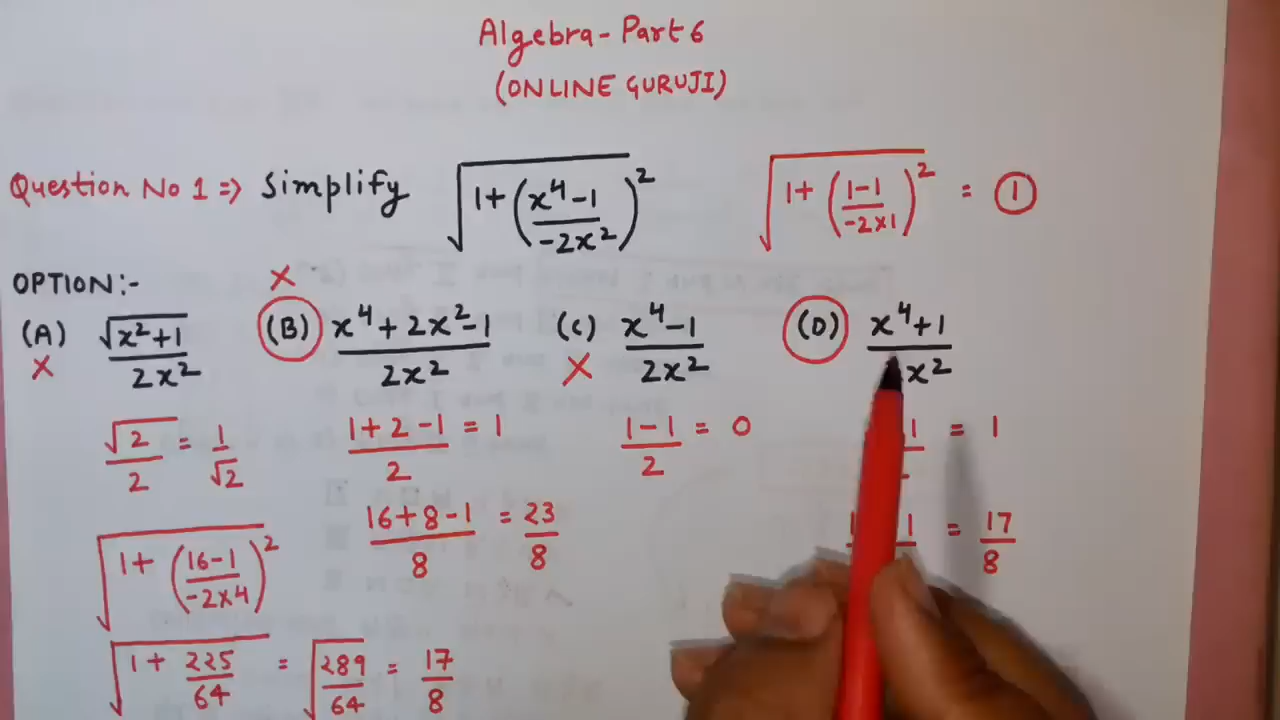 Algebra - Part 6
(ONLINE GURUJI)
Question No 1 => Simplify √(1+(x⁴-1/-2x²)²) √(1+(1-1/-2×1)²) = 1
OPTION:- ×
(A) √x²+1/2x² (B) x⁴+2x²-1/2x² (C) x⁴-1/2x² (D) x⁴+1/x²
× ×
√2/2 = 1/√2 1+2-1/2 = 1 1-1/2 = 0 1 = 1
√(1+(16-1/-2×4)²) 16+8-1/8 = 23/8 1 = 17/8
√(1+225/64) = √(289/64) = 17/8